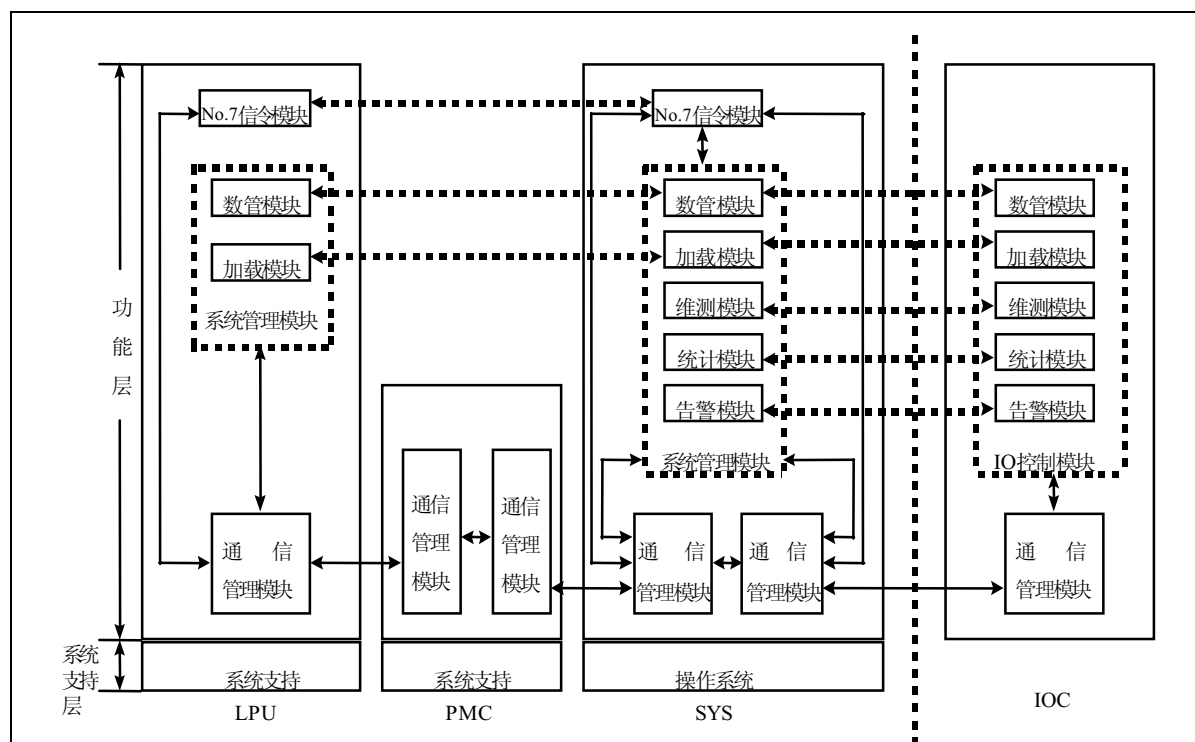 No.7信令模块
No.7信令模块
数管模块
数管模块
数管模块
加载模块
加载模块
加载模块
系统管理模块
维测模块
维测模块
统计模块
统计模块
告警模块
告警模块
系统管理模块
IO控制模块
功
能
层
通 信
管理模块
通信
管理
模块
通信
管理
模块
通 信
管理模块
通 信
管理模块
通 信
管理模块
系统
支持
层
系统支持
系统支持
操作系统
LPU
PMC
SYS
IOC